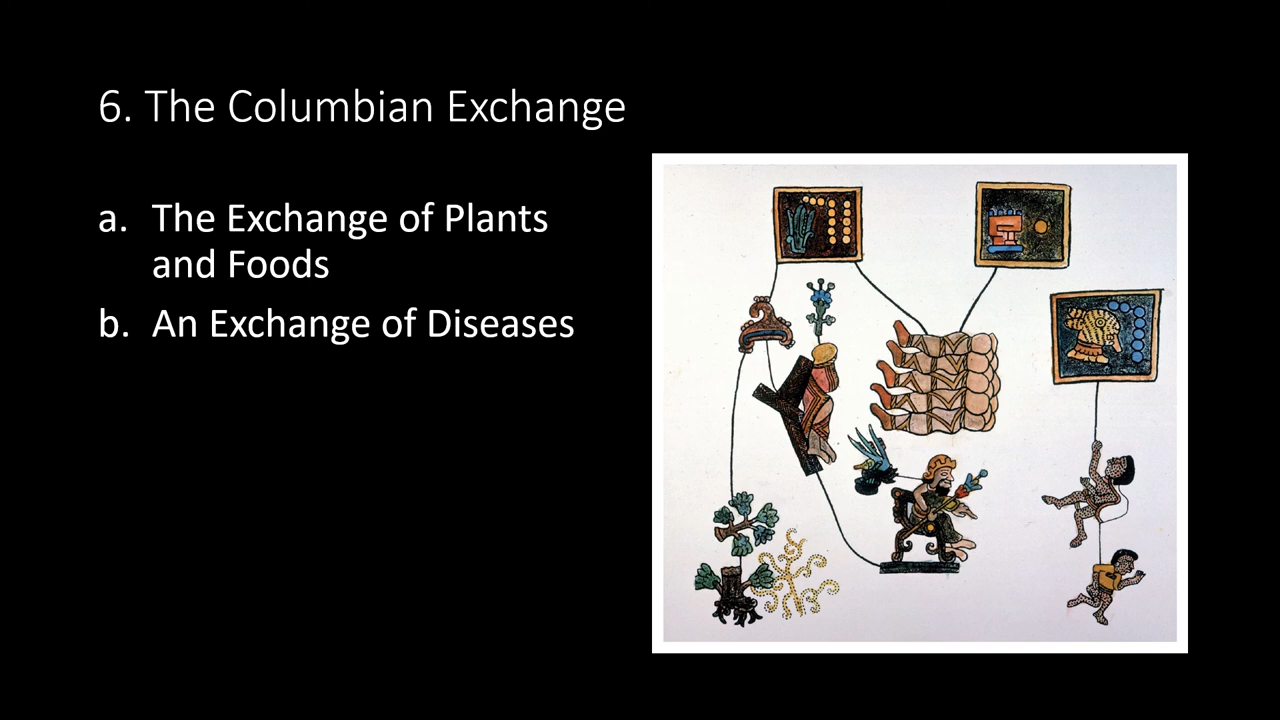 6. The Columbian Exchange
a. The Exchange of Plants
and Foods
b. An Exchange of Diseases